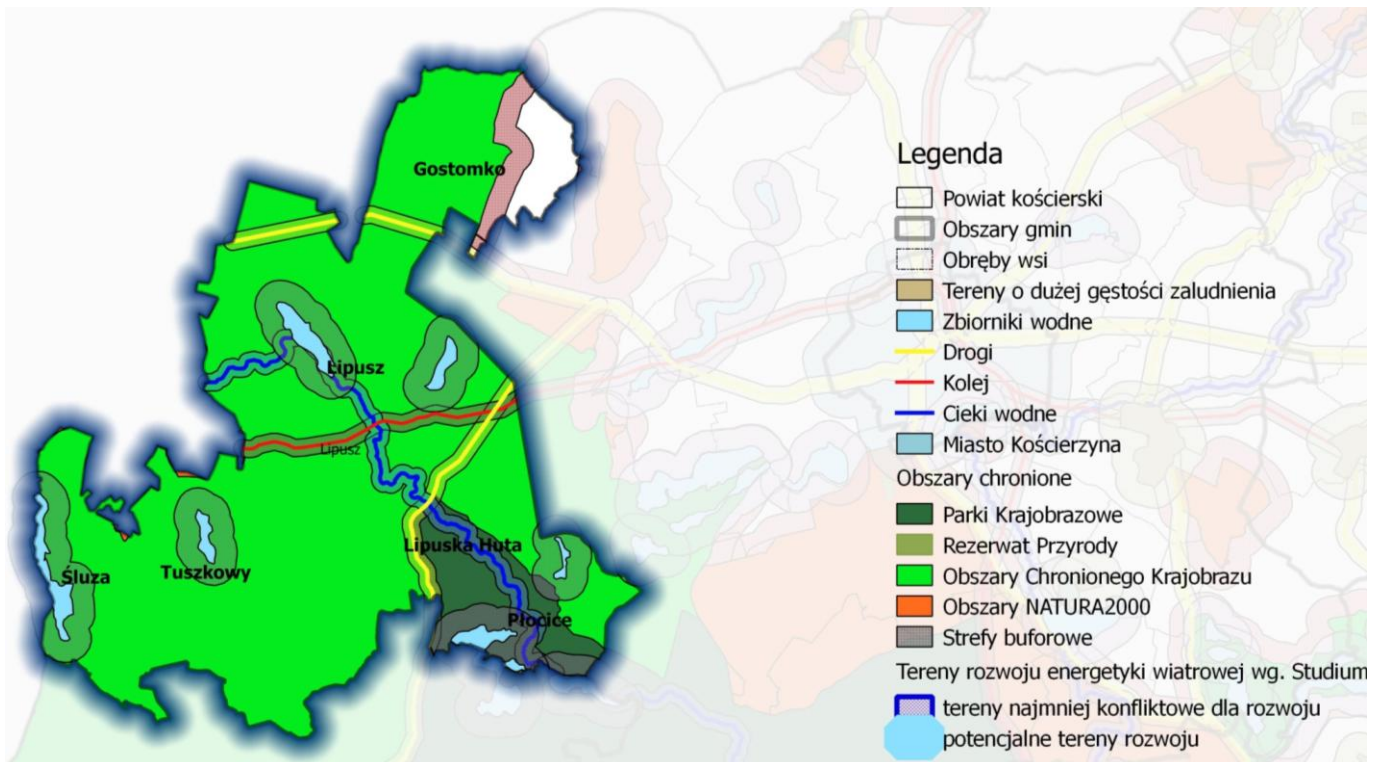 Gostomko
Lipusz
Lipusz
Śluza
Tuszkowy
Lipuska Huta
Płocice
Legenda
Powiat kościerski
Obszary gmin
Obręby wsi
Tereny o dużej gęstości zaludnienia
Zbiorniki wodne
Drogi
Kolej
Cieki wodne
Miasto Kościerzyna
Obszary chronione
Parki Krajobrazowe
Rezerwat Przyrody
Obszary Chronionego Krajobrazu
Obszary NATURA2000
Strefy buforowe
Tereny rozwoju energetyki wiatrowej wg. Studium
tereny najmniej konfliktowe dla rozwoju
potencjalne tereny rozwoju